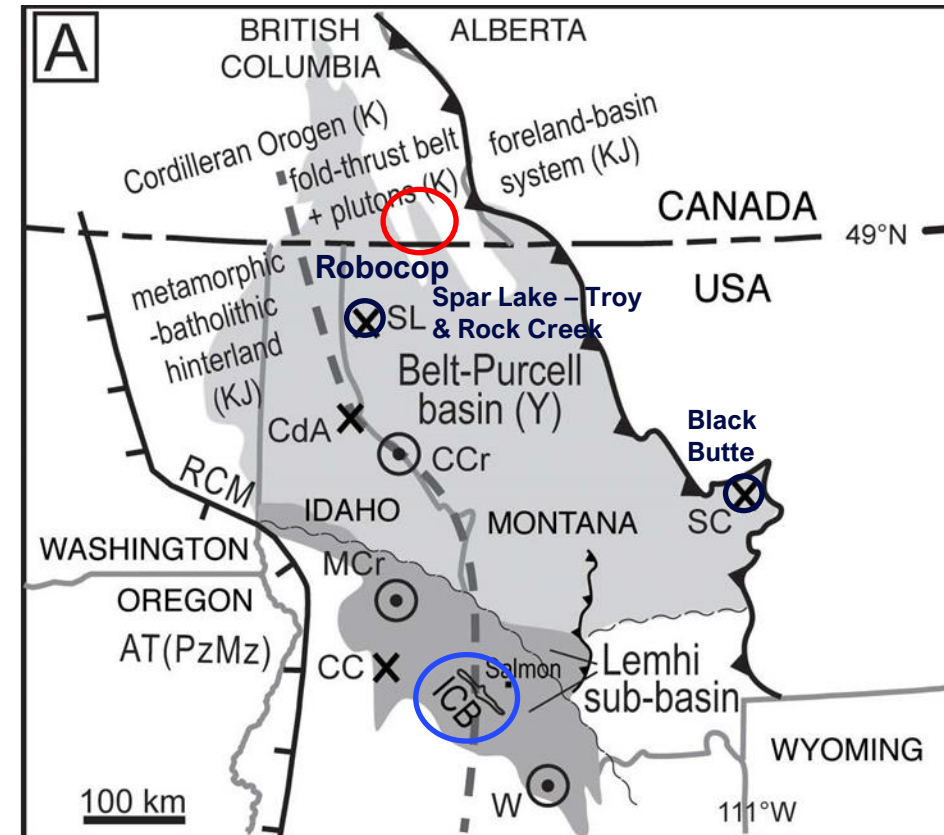 A
BRITISH
COLUMBIA
ALBERTA
Cordilleran Orogen (K)
fold-thrust belt
+ plutons (K)
foreland-basin
system (KJ)
CANADA
49°N
USA
metamorphic
-batholithic
hinterland
(KJ)
Robocop
SL
Spar Lake – Troy
& Rock Creek
Belt-Purcell
basin (Y)
CdA
CCr
Black
Butte
SC
RCM
IDAHO
MONTANA
WASHINGTON
OREGON
AT(PzMz)
MCr
CC
ICB
Salmon
Lemhi
sub-basin
WYOMING
W
111°W
100 km